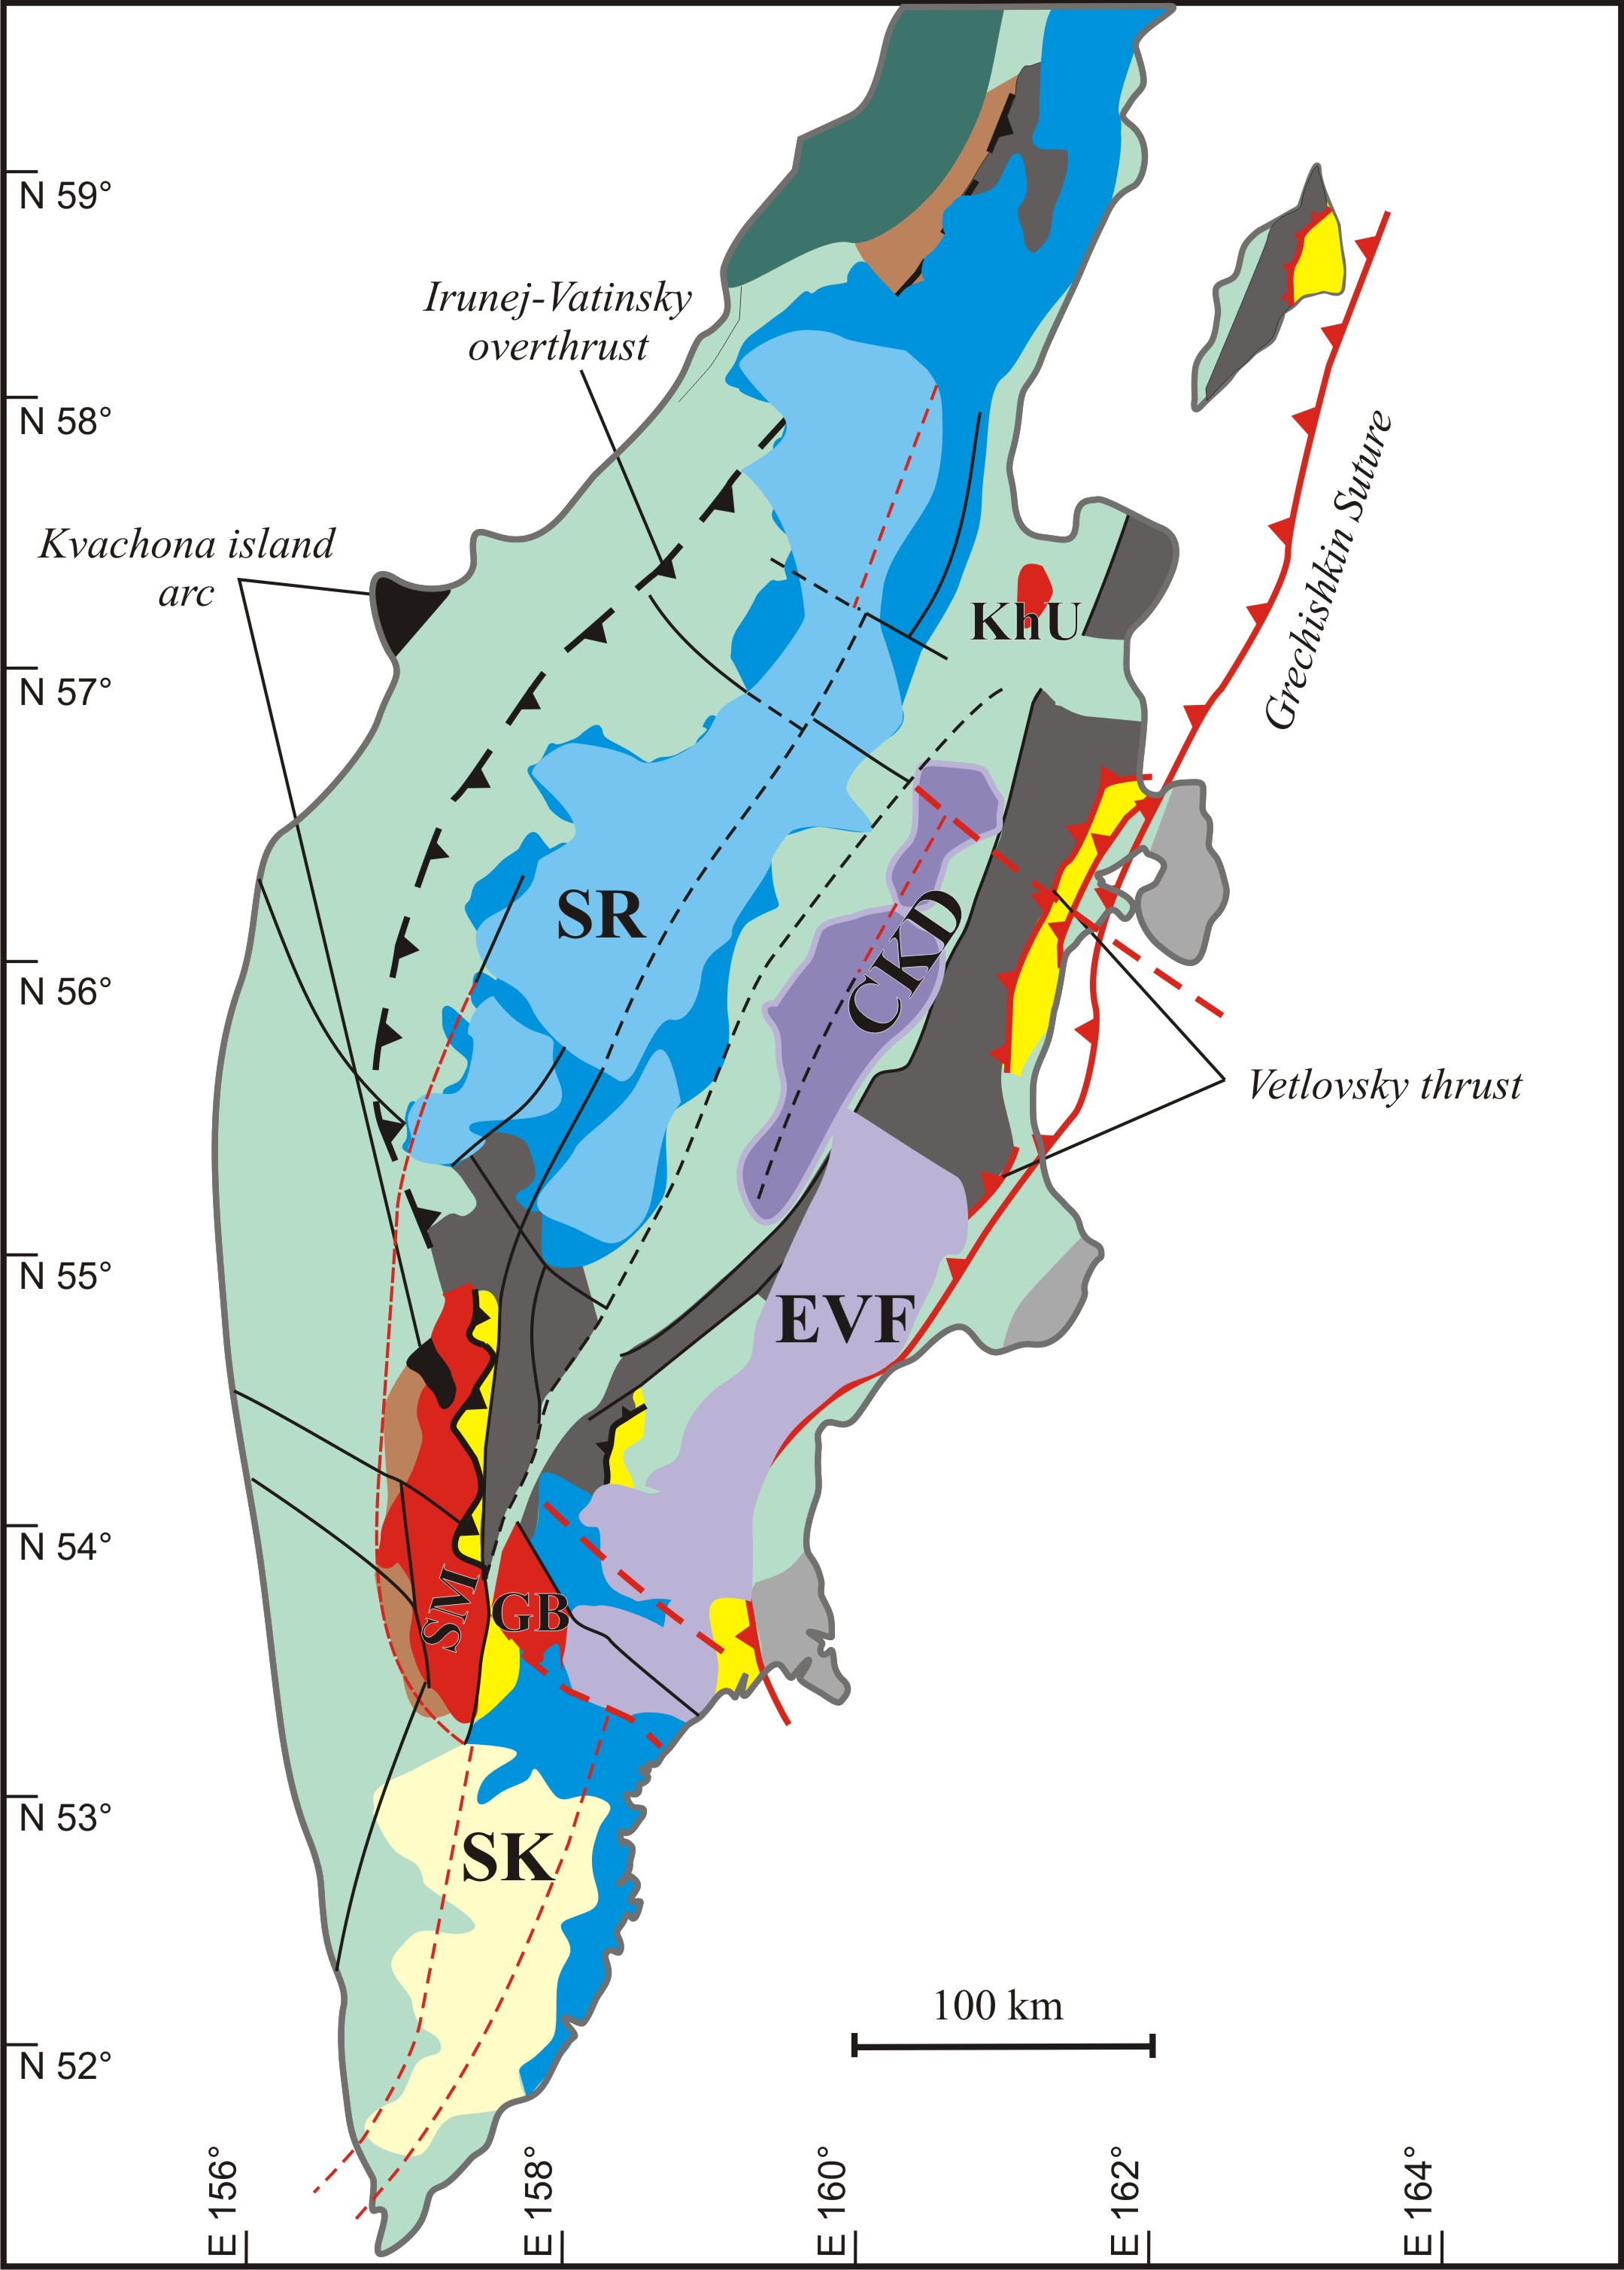 N 59°
Irunej-Vatinsky
overthrust
N 58°
Grechishkin Suture
Kvachona island
arc
KhU
N 57°
SR
CKD
N 56°
Vetlovsky thrust
N 55°
EVF
N 54°
SM
GB
N 53°
SK
100 km
N 52°
E 156°
E 158°
E 160°
E 162°
E 164°